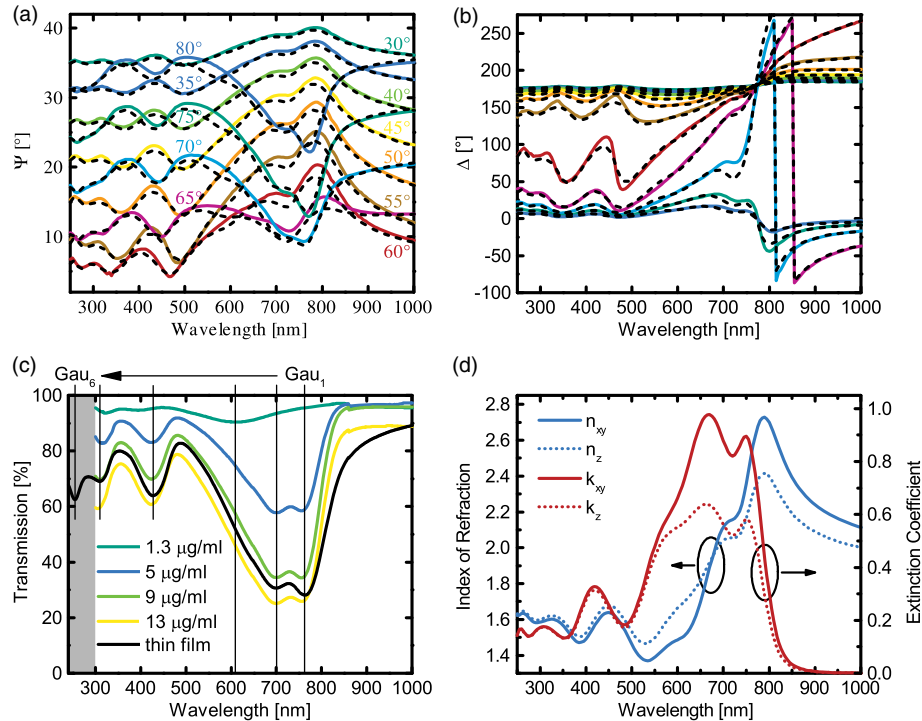 (a)
40
30
20
10
Ψ [°]
80°
35°
75°
70°
65°
30°
40°
45°
50°
55°
60°
300 400 500 600 700 800 900 1000
Wavelength [nm]
(b)
250
200
150
100
50
0
-50
-100
Δ [°]
300 400 500 600 700 800 900 1000
Wavelength [nm]
(c)
Gau6 Gau1
100
80
60
40
20
0
Transmission [%]
1.3 μg/ml
5 μg/ml
9 μg/ml
13 μg/ml
thin film
300 400 500 600 700 800 900 1000
Wavelength [nm]
(d)
2.8
2.6
2.4
2.2
2.0
1.8
1.6
1.4
Index of Refraction
nxy
nz
kxy
kz
1.0
0.8
0.6
0.4
0.2
0.0
Extinction Coefficient
300 400 500 600 700 800 900 1000
Wavelength [nm]